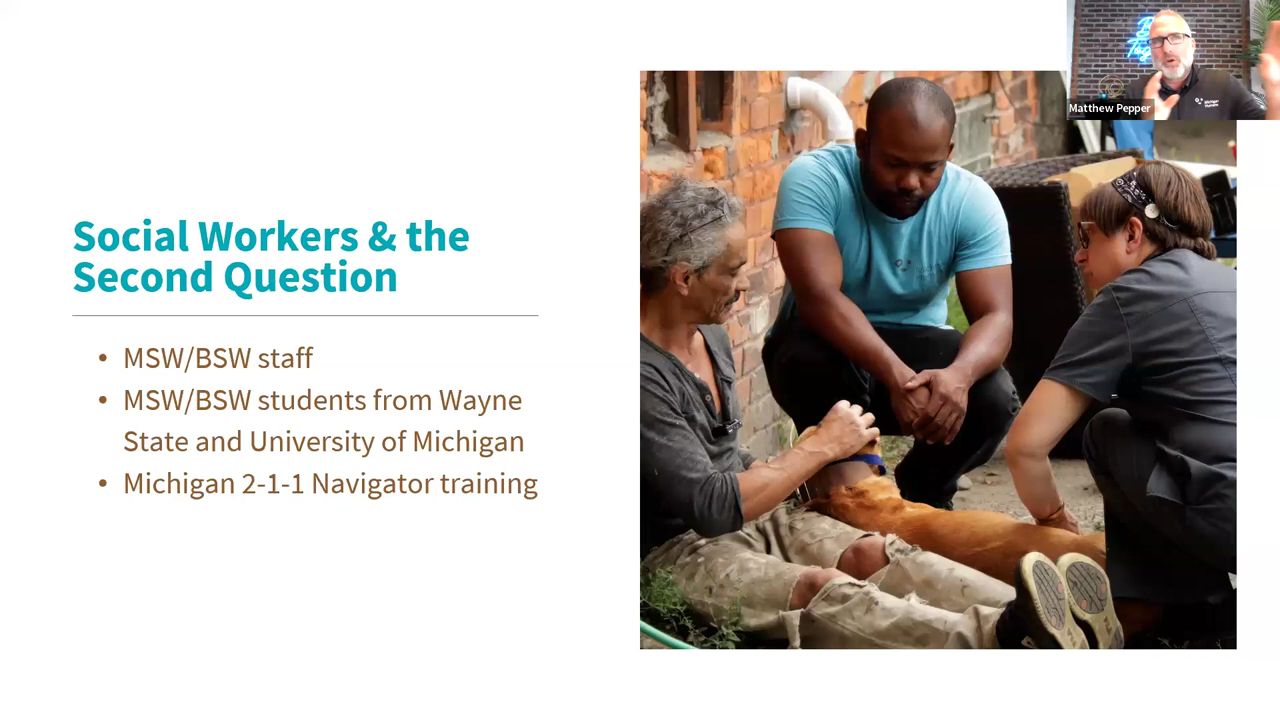 Matthew Pepper
Social Workers & the
Second Question
• MSW/BSW staff
• MSW/BSW students from Wayne
State and University of Michigan
• Michigan 2-1-1 Navigator training